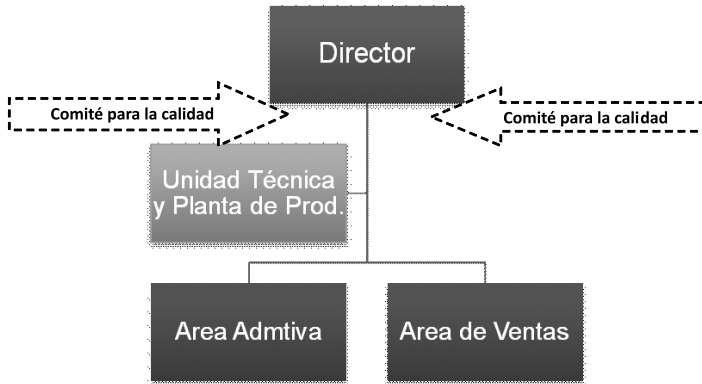 Director
Comité para la calidad
Comité para la calidad
Unidad Técnica
y Planta de Prod.
Area Admtiva
Area de Ventas